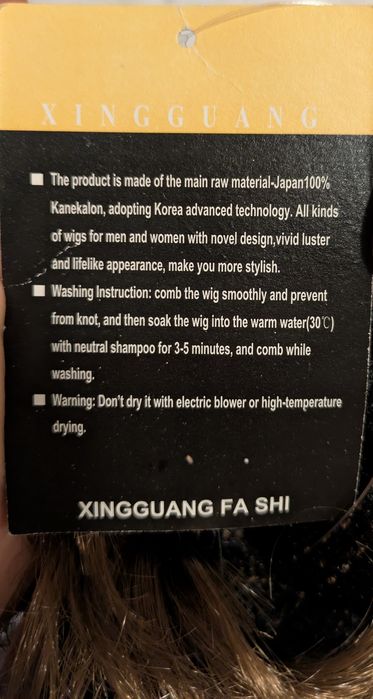 XINGGUANG
■ The product is made of the main raw material-Japan100%
Kanekalon, adopting Korea advanced technology. All kinds
of wigs for men and women with novel design,vivid luster
and lifelike appearance, make you more stylish.
■ Washing Instruction: comb the wig smoothly and prevent
from knot, and then soak the wig into the warm water(30℃)
with neutral shampoo for 3-5 minutes, and comb while
washing.
■ Warning: Don't dry it with electric blower or high-temperature
drying.
XINGGUANG FA SHI